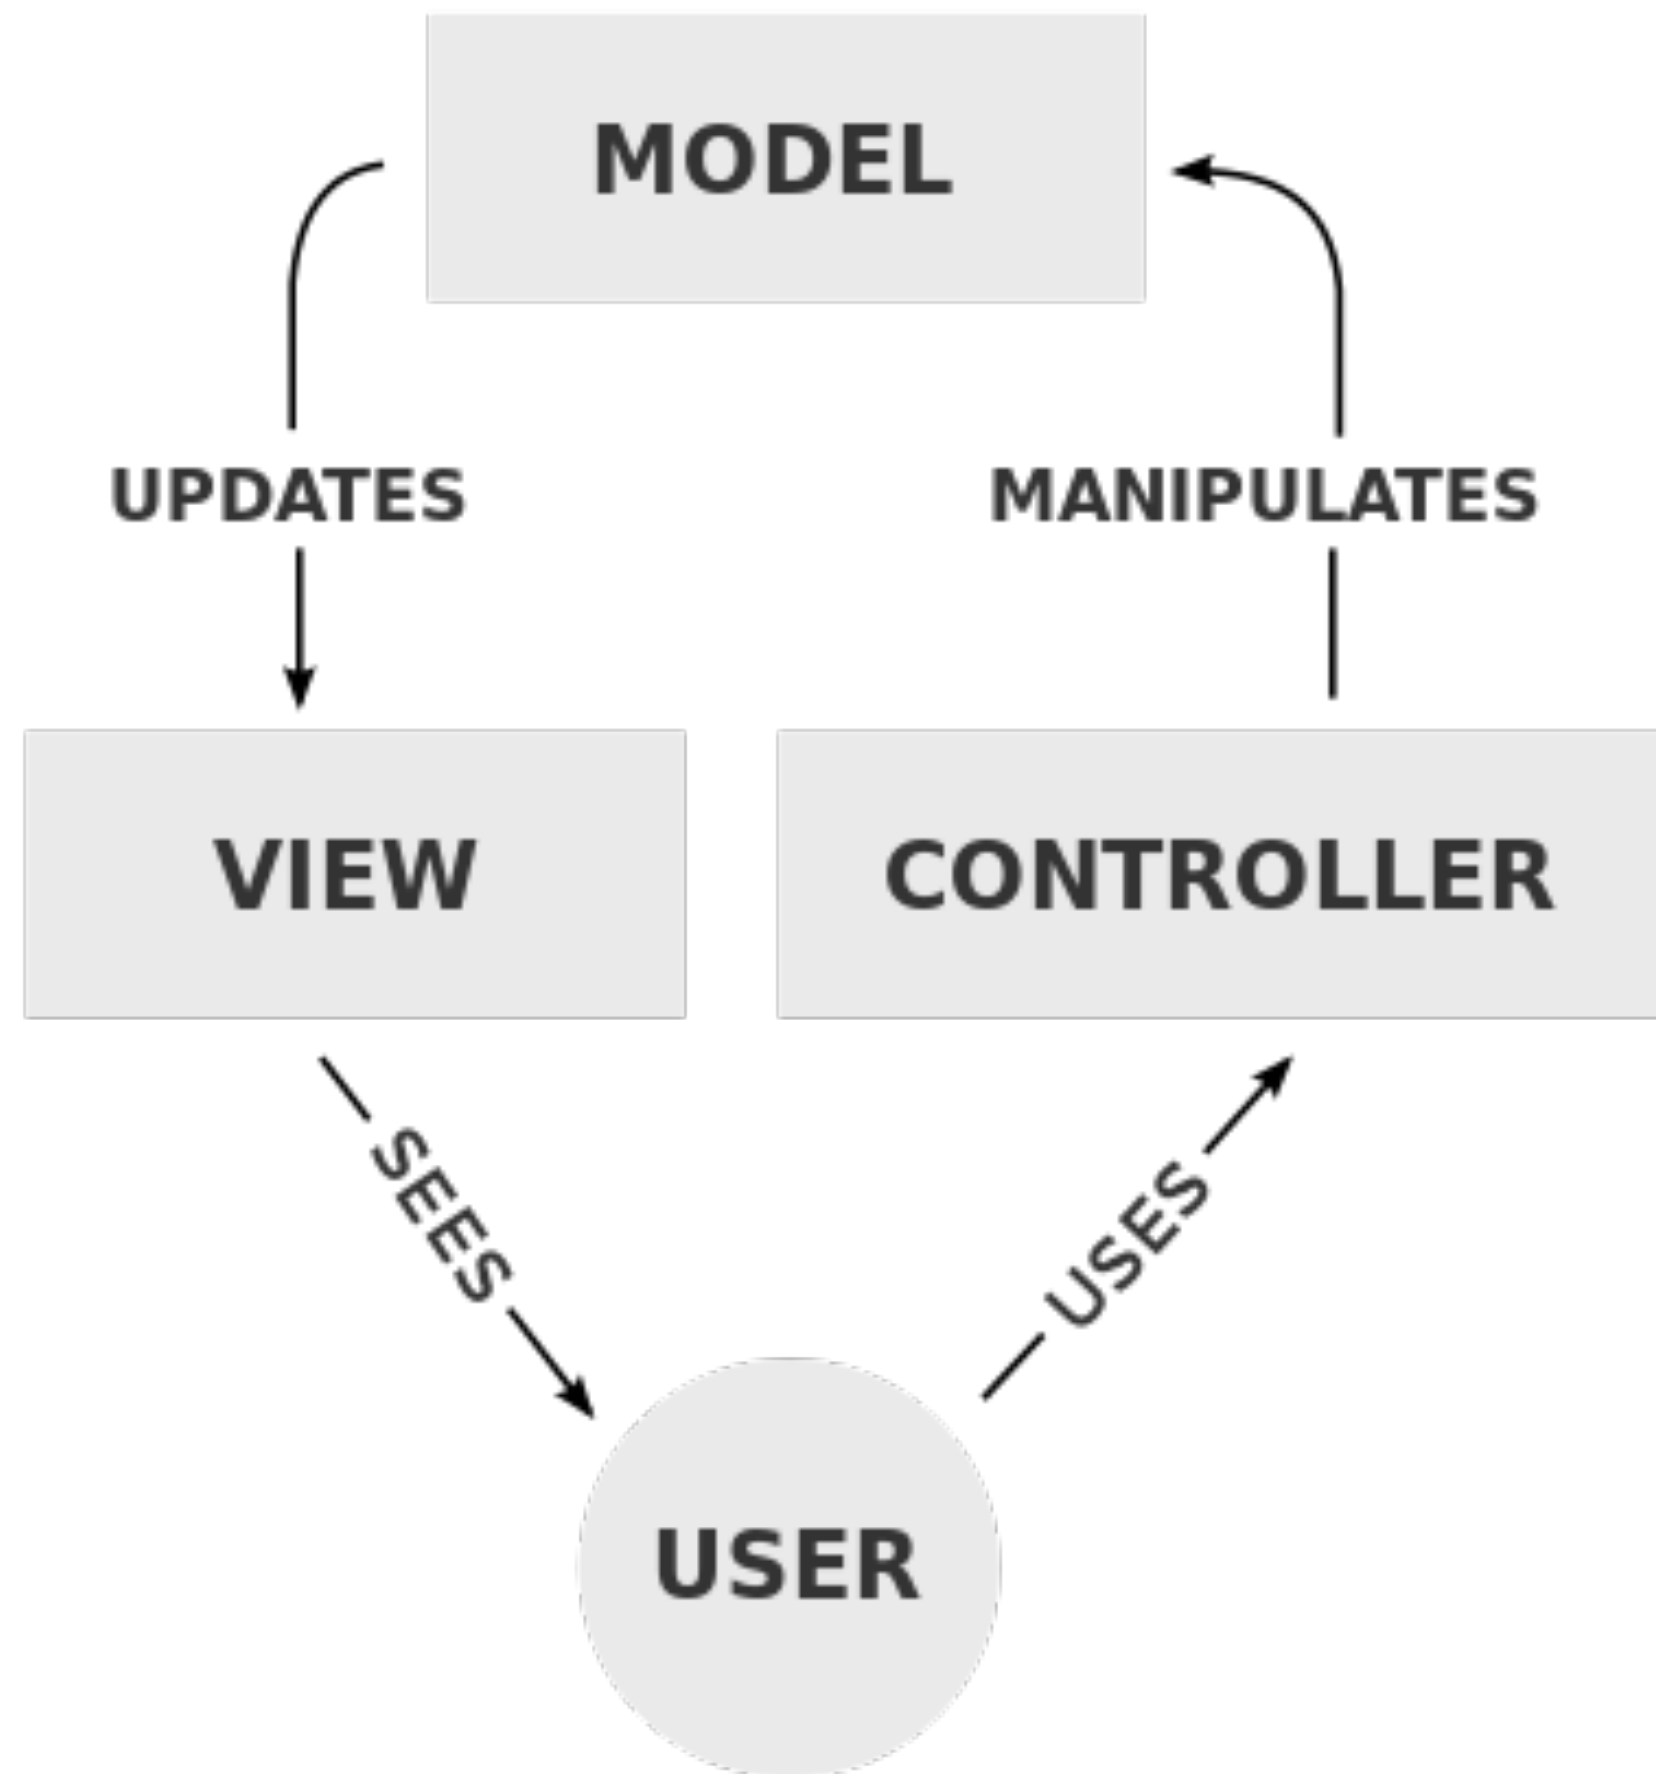 MODEL
UPDATES
MANIPULATES
VIEW
CONTROLLER
SEES
USES
USER